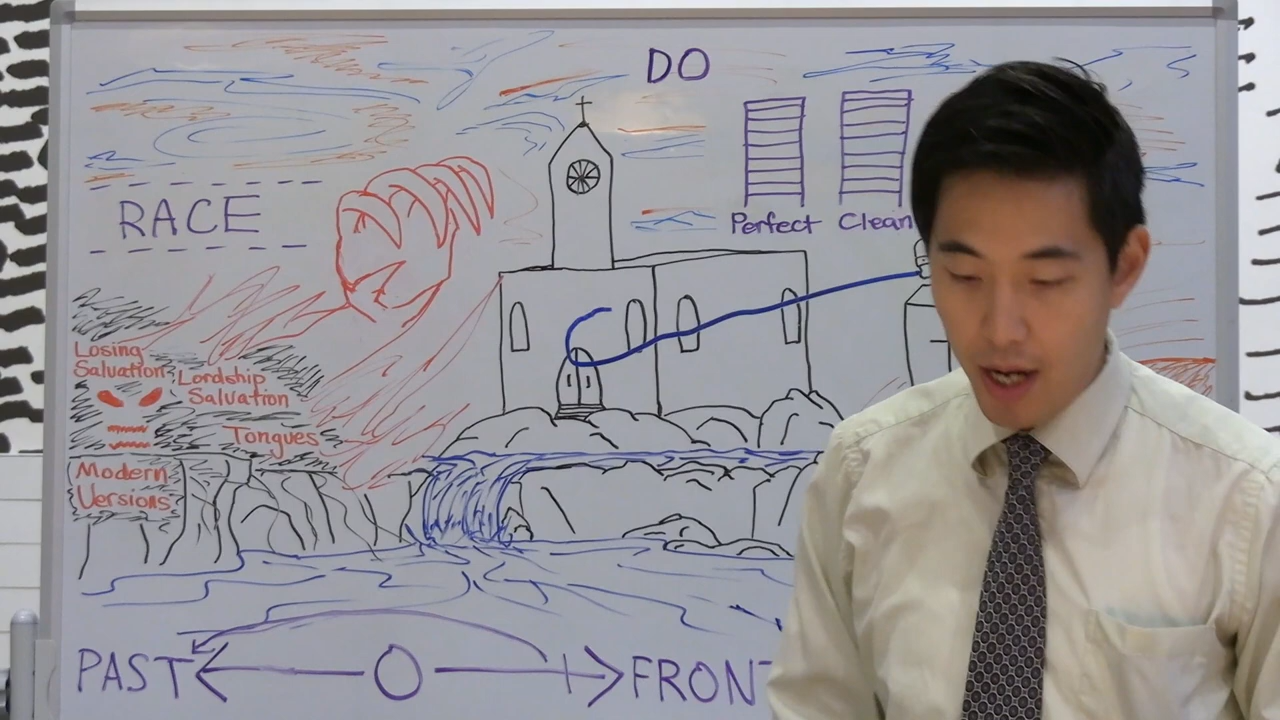 DO
Perfect Clean
RACE
Losing
Salvation
Lordship
Salvation
Tongues
Modern
Versions
PAST O FRONT